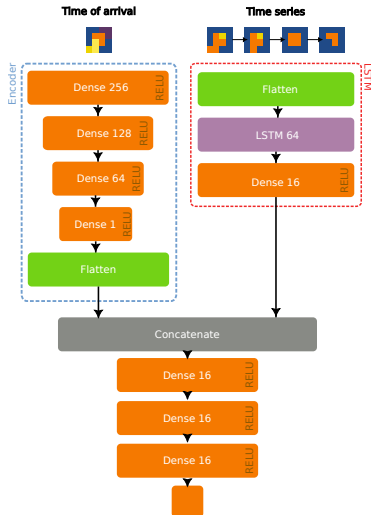 Time of arrival
Time series
Encoder
Dense 256
RELU
Dense 128
RELU
Dense 64
RELU
Dense 1
RELU
Flatten
LSTM
Flatten
LSTM 64
Dense 16
RELU
Concatenate
Dense 16
RELU
Dense 16
RELU
Dense 16
RELU